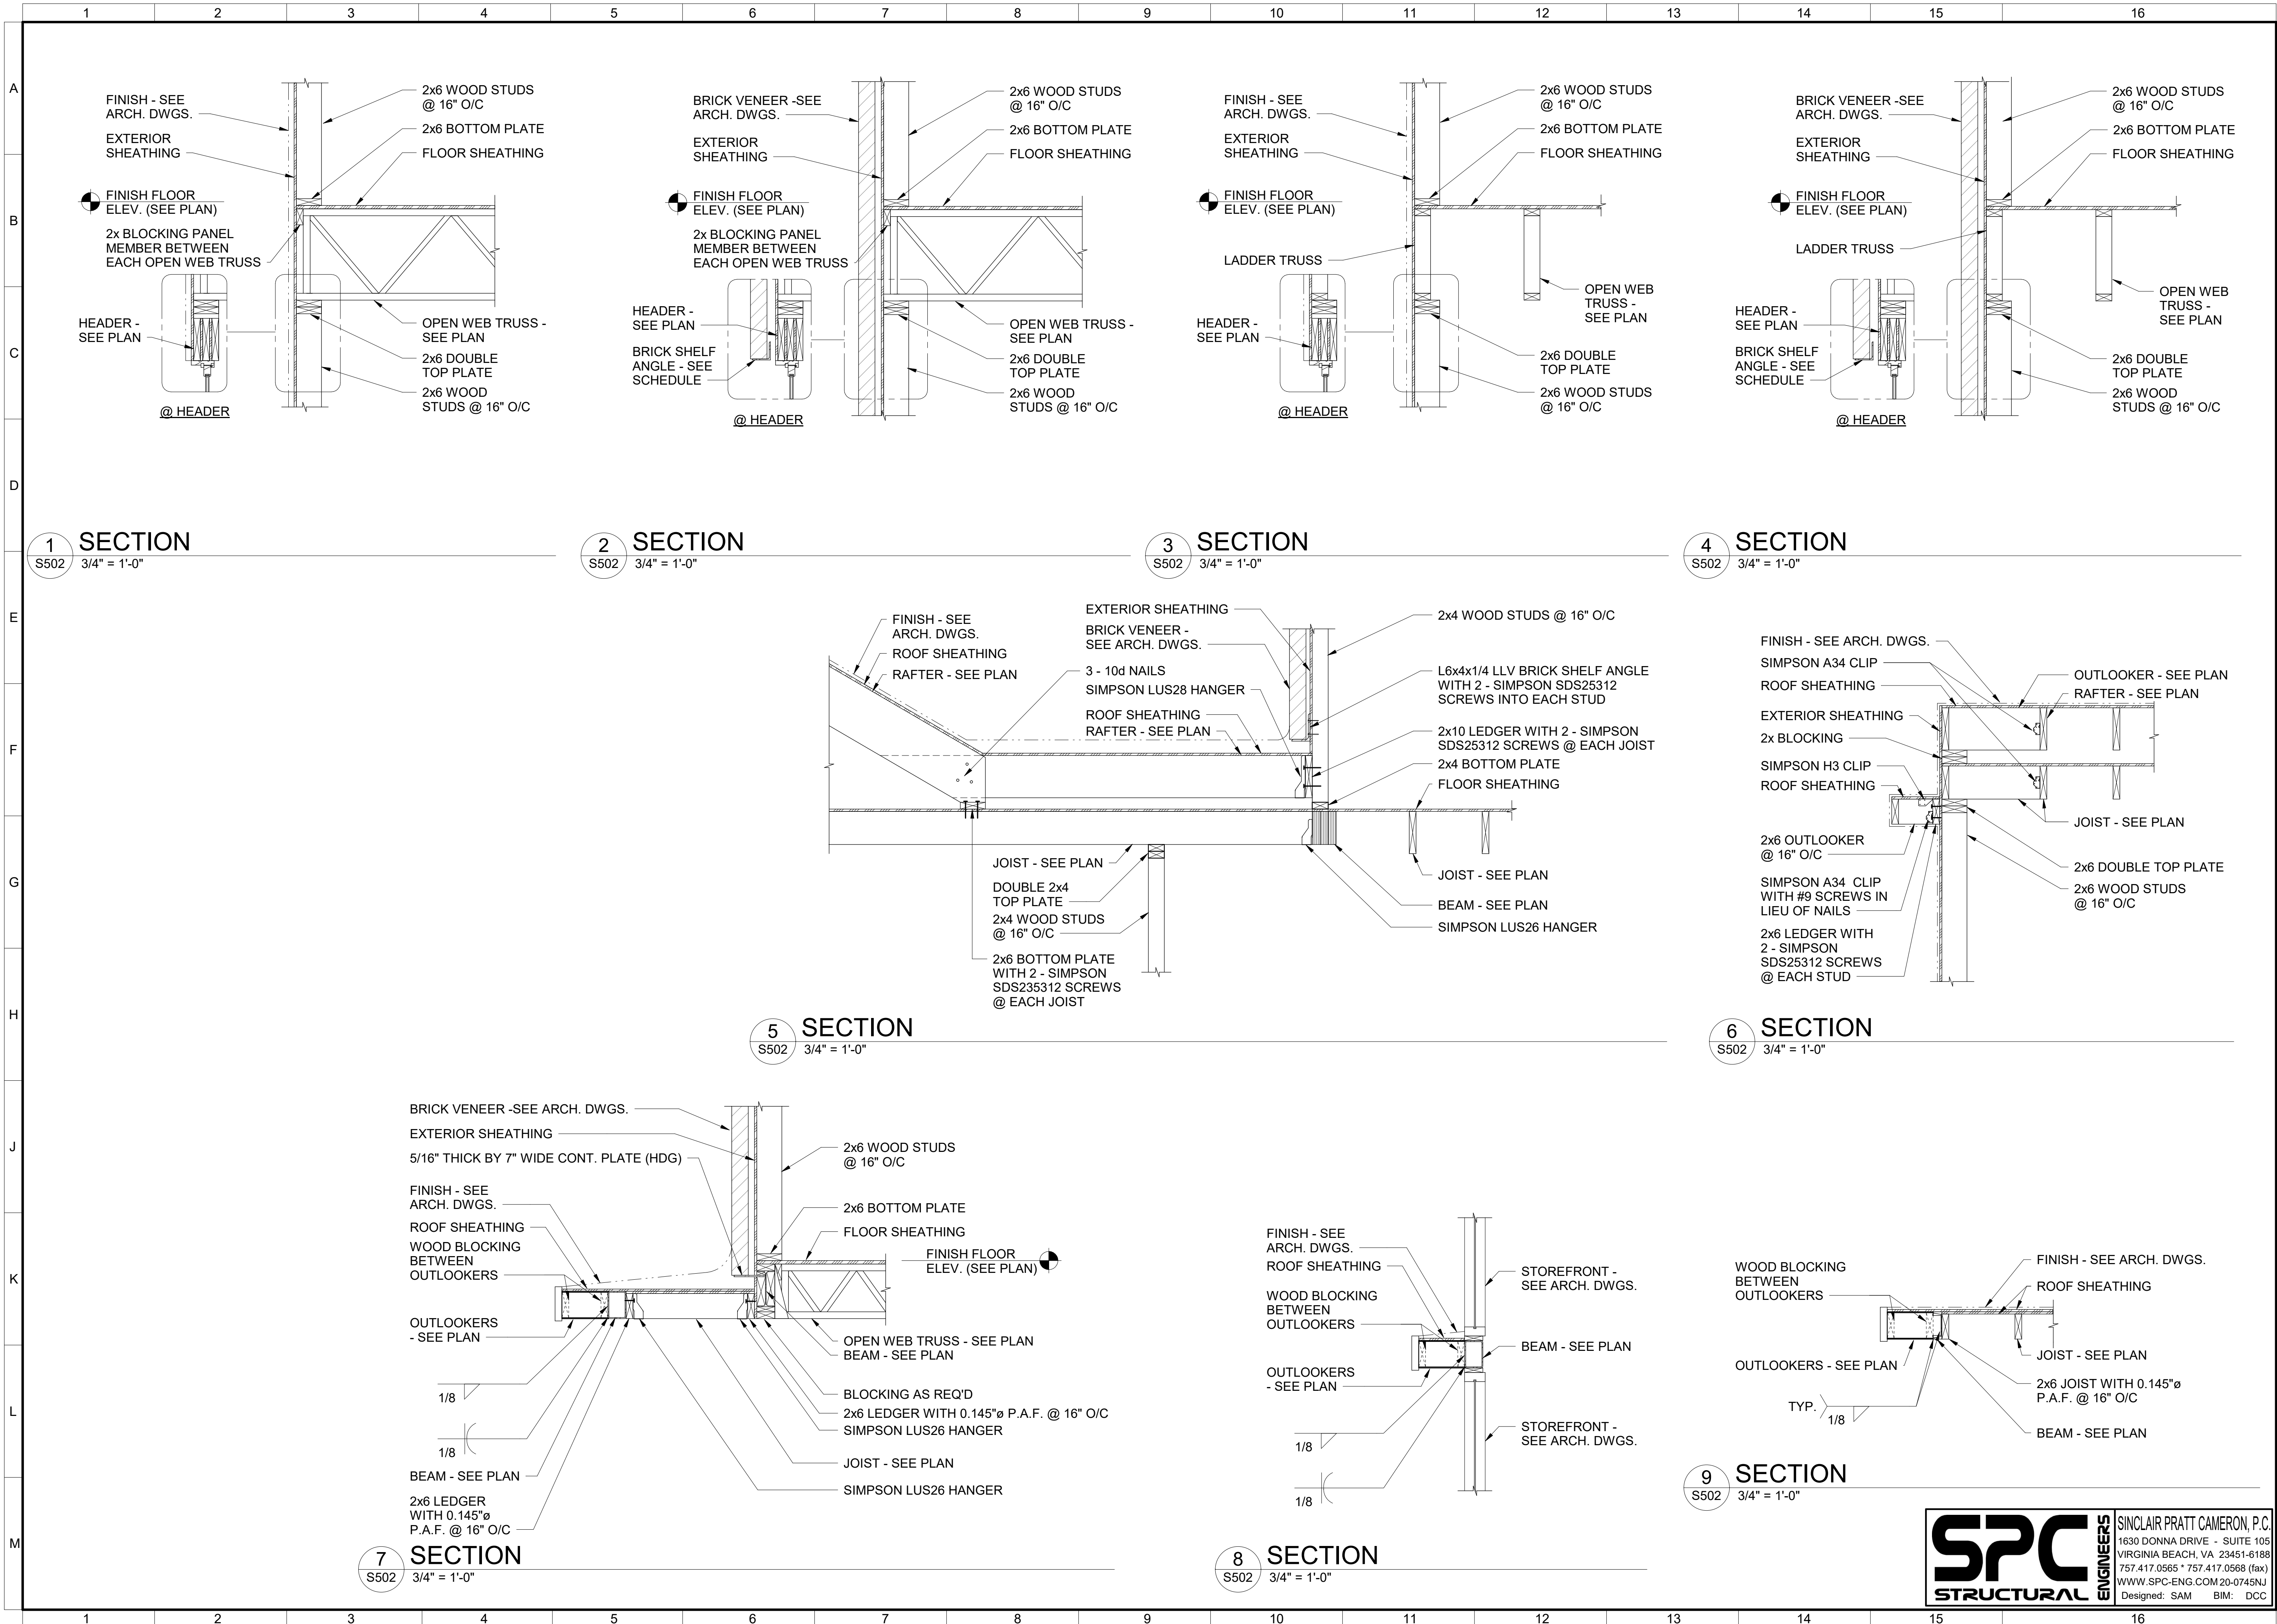 1 2 3 4 5 6 7 8 9 10 11 12 13 14 15 16
A
B
C
D
E
F
G
H
J
K
L
M
FINISH - SEE
ARCH. DWGS.
EXTERIOR
SHEATHING
FINISH FLOOR
ELEV. (SEE PLAN)
2x BLOCKING PANEL
MEMBER BETWEEN
EACH OPEN WEB TRUSS
HEADER -
SEE PLAN
@ HEADER
2x6 WOOD STUDS
@ 16" O/C
2x6 BOTTOM PLATE
FLOOR SHEATHING
OPEN WEB TRUSS -
SEE PLAN
2x6 DOUBLE
TOP PLATE
2x6 WOOD
STUDS @ 16" O/C
1 SECTION
S502 3/4" = 1'-0"
BRICK VENEER -SEE
ARCH. DWGS.
EXTERIOR
SHEATHING
FINISH FLOOR
ELEV. (SEE PLAN)
2x BLOCKING PANEL
MEMBER BETWEEN
EACH OPEN WEB TRUSS
HEADER -
SEE PLAN
BRICK SHELF
ANGLE - SEE
SCHEDULE
@ HEADER
2x6 WOOD STUDS
@ 16" O/C
2x6 BOTTOM PLATE
FLOOR SHEATHING
OPEN WEB TRUSS -
SEE PLAN
2x6 DOUBLE
TOP PLATE
2x6 WOOD
STUDS @ 16" O/C
2 SECTION
S502 3/4" = 1'-0"
FINISH - SEE
ARCH. DWGS.
EXTERIOR
SHEATHING
FINISH FLOOR
ELEV. (SEE PLAN)
LADDER TRUSS
HEADER -
SEE PLAN
@ HEADER
2x6 WOOD STUDS
@ 16" O/C
2x6 BOTTOM PLATE
FLOOR SHEATHING
OPEN WEB
TRUSS -
SEE PLAN
2x6 DOUBLE
TOP PLATE
2x6 WOOD STUDS
@ 16" O/C
3 SECTION
S502 3/4" = 1'-0"
BRICK VENEER -SEE
ARCH. DWGS.
EXTERIOR
SHEATHING
FINISH FLOOR
ELEV. (SEE PLAN)
LADDER TRUSS
HEADER -
SEE PLAN
BRICK SHELF
ANGLE - SEE
SCHEDULE
@ HEADER
2x6 WOOD STUDS
@ 16" O/C
2x6 BOTTOM PLATE
FLOOR SHEATHING
OPEN WEB
TRUSS -
SEE PLAN
2x6 DOUBLE
TOP PLATE
2x6 WOOD
STUDS @ 16" O/C
4 SECTION
S502 3/4" = 1'-0"
FINISH - SEE
ARCH. DWGS.
ROOF SHEATHING
RAFTER - SEE PLAN
EXTERIOR SHEATHING
BRICK VENEER -
SEE ARCH. DWGS.
3 - 10d NAILS
SIMPSON LUS28 HANGER
ROOF SHEATHING
RAFTER - SEE PLAN
2x4 WOOD STUDS @ 16" O/C
L6x4x1/4 LLV BRICK SHELF ANGLE
WITH 2 - SIMPSON SDS25312
SCREWS INTO EACH STUD
2x10 LEDGER WITH 2 - SIMPSON
SDS25312 SCREWS @ EACH JOIST
2x4 BOTTOM PLATE
FLOOR SHEATHING
JOIST - SEE PLAN
DOUBLE 2x4
TOP PLATE
2x4 WOOD STUDS
@ 16" O/C
2x6 BOTTOM PLATE
WITH 2 - SIMPSON
SDS235312 SCREWS
@ EACH JOIST
JOIST - SEE PLAN
BEAM - SEE PLAN
SIMPSON LUS26 HANGER
5 SECTION
S502 3/4" = 1'-0"
FINISH - SEE ARCH. DWGS.
SIMPSON A34 CLIP
ROOF SHEATHING
EXTERIOR SHEATHING
2x BLOCKING
SIMPSON H3 CLIP
ROOF SHEATHING
2x6 OUTLOOKER
@ 16" O/C
SIMPSON A34 CLIP
WITH #9 SCREWS IN
LIEU OF NAILS
2x6 LEDGER WITH
2 - SIMPSON
SDS25312 SCREWS
@ EACH STUD
OUTLOOKER - SEE PLAN
RAFTER - SEE PLAN
JOIST - SEE PLAN
2x6 DOUBLE TOP PLATE
2x6 WOOD STUDS
@ 16" O/C
6 SECTION
S502 3/4" = 1'-0"
BRICK VENEER -SEE ARCH. DWGS.
EXTERIOR SHEATHING
5/16" THICK BY 7" WIDE CONT. PLATE (HDG)
FINISH - SEE
ARCH. DWGS.
ROOF SHEATHING
WOOD BLOCKING
BETWEEN
OUTLOOKERS
OUTLOOKERS
- SEE PLAN
1/8
1/8
BEAM - SEE PLAN
2x6 LEDGER
WITH 0.145"ø
P.A.F. @ 16" O/C
2x6 WOOD STUDS
@ 16" O/C
2x6 BOTTOM PLATE
FLOOR SHEATHING
FINISH FLOOR
ELEV. (SEE PLAN)
OPEN WEB TRUSS - SEE PLAN
BEAM - SEE PLAN
BLOCKING AS REQ'D
2x6 LEDGER WITH 0.145"ø P.A.F. @ 16" O/C
SIMPSON LUS26 HANGER
JOIST - SEE PLAN
SIMPSON LUS26 HANGER
7 SECTION
S502 3/4" = 1'-0"
FINISH - SEE
ARCH. DWGS.
ROOF SHEATHING
WOOD BLOCKING
BETWEEN
OUTLOOKERS
OUTLOOKERS
- SEE PLAN
1/8
1/8
STOREFRONT -
SEE ARCH. DWGS.
BEAM - SEE PLAN
STOREFRONT -
SEE ARCH. DWGS.
8 SECTION
S502 3/4" = 1'-0"
WOOD BLOCKING
BETWEEN
OUTLOOKERS
OUTLOOKERS - SEE PLAN
TYP.
1/8
FINISH - SEE ARCH. DWGS.
ROOF SHEATHING
JOIST - SEE PLAN
2x6 JOIST WITH 0.145"ø
P.A.F. @ 16" O/C
BEAM - SEE PLAN
9 SECTION
S502 3/4" = 1'-0"
SPC
STRUCTURAL
ENGINEERS
SINCLAIR PRATT CAMERON, P.C.
1630 DONNA DRIVE - SUITE 105
VIRGINIA BEACH, VA 23451-6188
757.417.0565 * 757.417.0568 (fax)
WWW.SPC-ENG.COM 20-0745NJ
Designed: SAM BIM: DCC
1 2 3 4 5 6 7 8 9 10 11 12 13 14 15 16